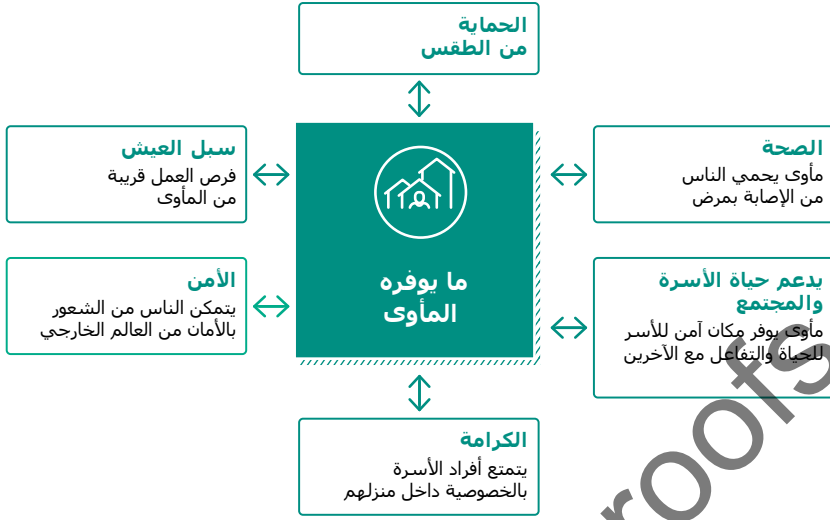 الحماية
من الطقس
الصحة
مأوى يحمي الناس
من الإصابة بمرض
سبل العيش
فرص العمل قريبة
من المأوى
ما يوفره
المأوى
يدعم حياة الأسرة
والمجتمع
مأوى يوفر مكان آمن للأسر
للحياة والتفاعل مع الآخرين
الأمن
يتمكن الناس من الشعور
بالأمان من العالم الخارجي
الكرامة
يتمتع أفراد الأسرة
بالخصوصية داخل منزلهم
roofs